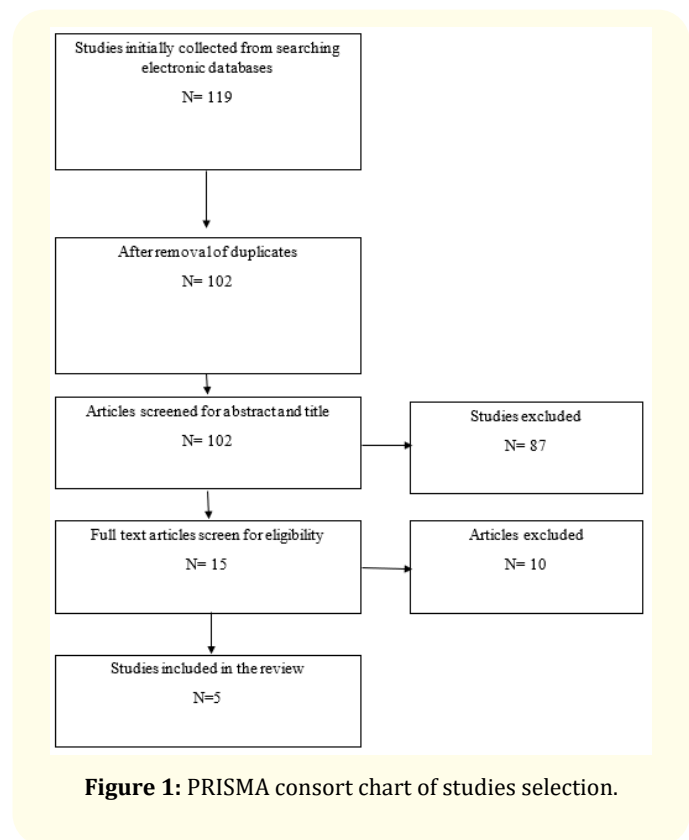 Studies initially collected from searching
electronic databases
N= 119
After removal of duplicates
N= 102
Articles screened for abstract and title
N= 102
Studies excluded
N= 87
Full text articles screen for eligibility
N= 15
Articles excluded
N= 10
Studies included in the review
N=5
Figure 1: PRISMA consort chart of studies selection.